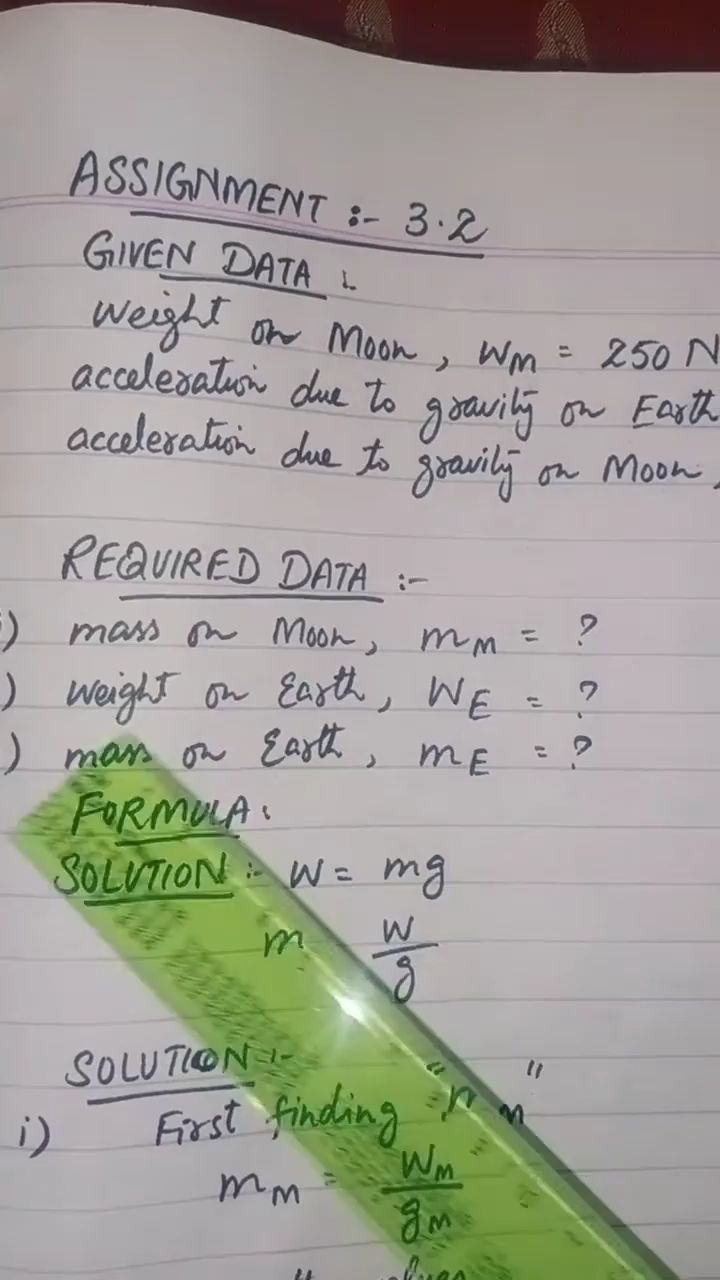 ASSIGNMENT :- 3.2
GIVEN DATA :
Weight on Moon, WM = 250 N
acceleration due to gravity on Earth
acceleration due to gravity on Moon,
REQUIRED DATA :-
) mass on Moon, mM = ?
) Weight on Earth, WE = ?
) mass on Earth, mE = ?
FORMULA :
SOLUTION :- W = mg
m W/g
SOLUTION :-
i) First finding "mM"
mM = WM/gM